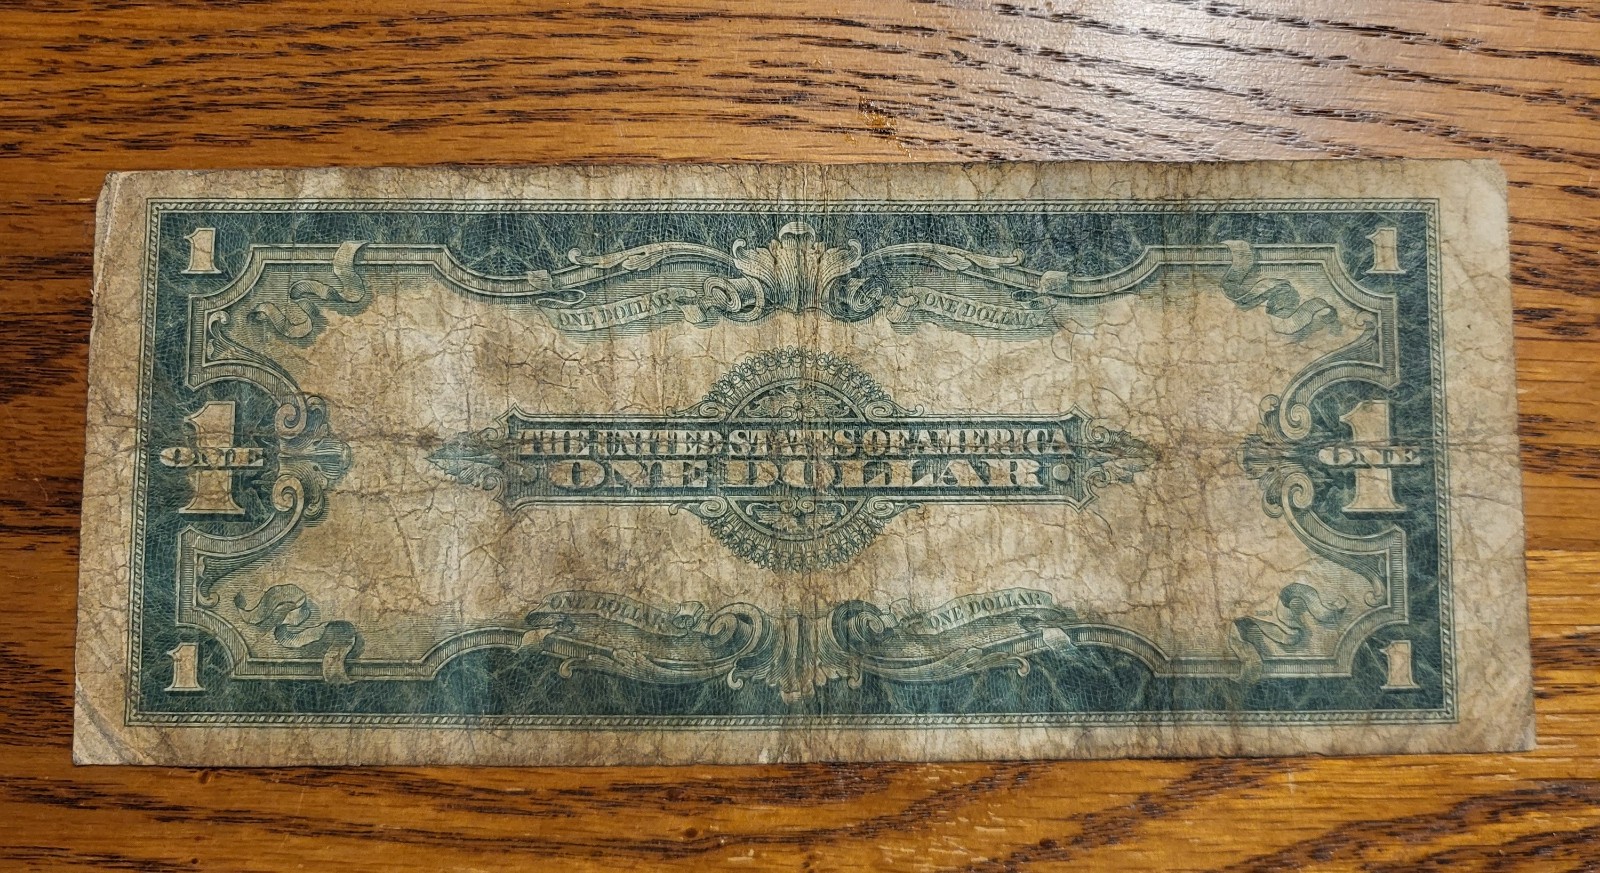 1 1
ONE DOLLAR ONE DOLLAR
1 1
ONE ONE
THE UNITED STATES OF AMERICA
ONE DOLLAR
ONE DOLLAR ONE DOLLAR
1 1